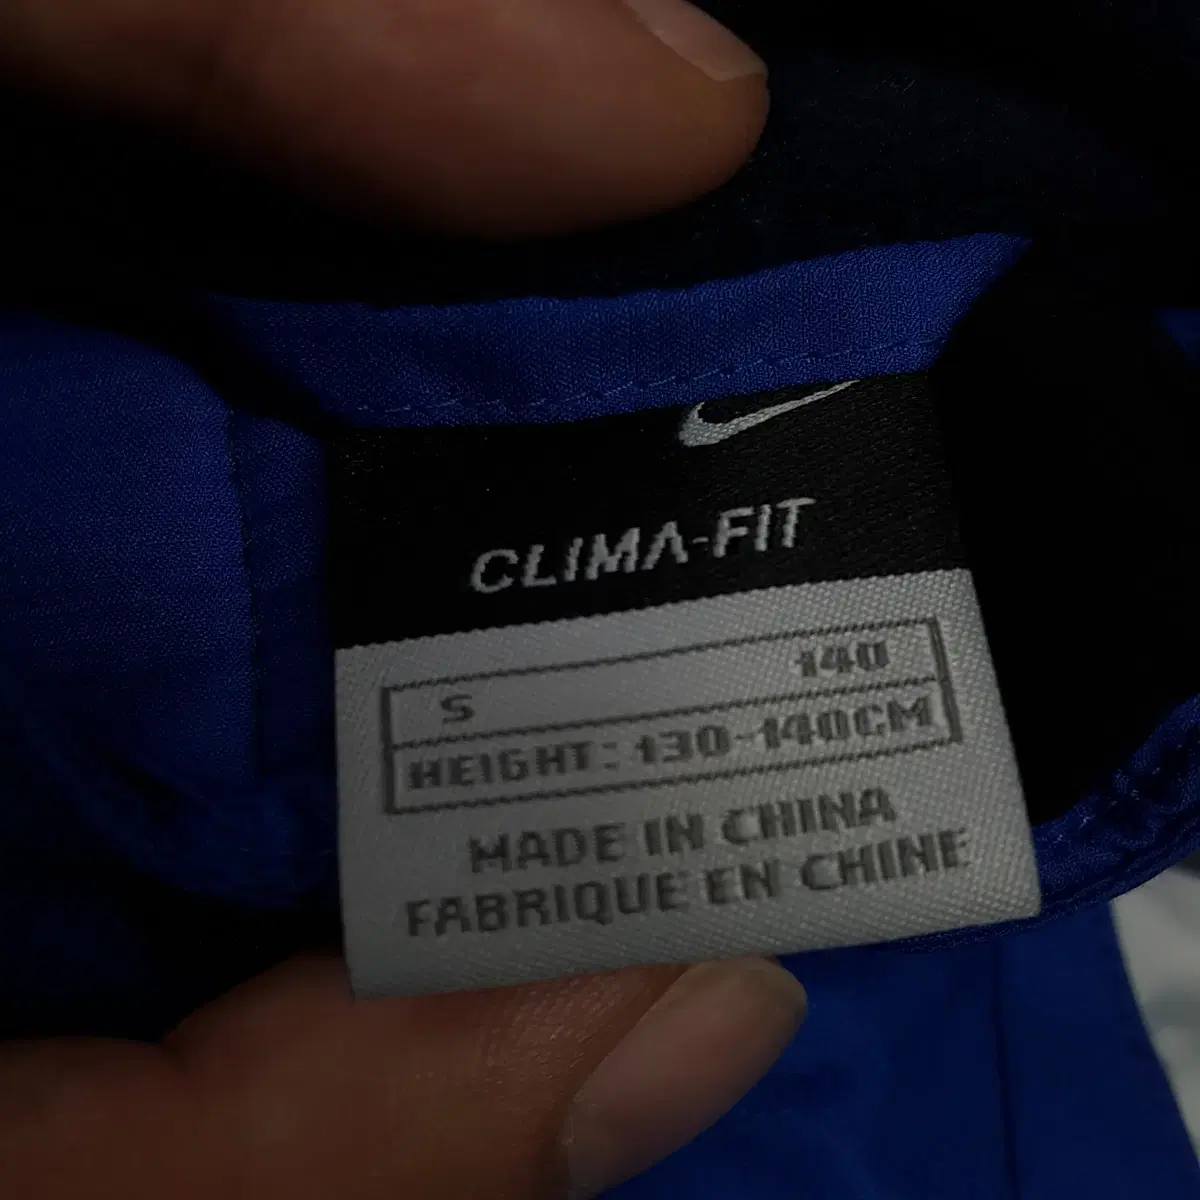 CLIMA-FIT
S 140
HEIGHT: 130-140CM
MADE IN CHINA
FABRIQUE EN CHINE